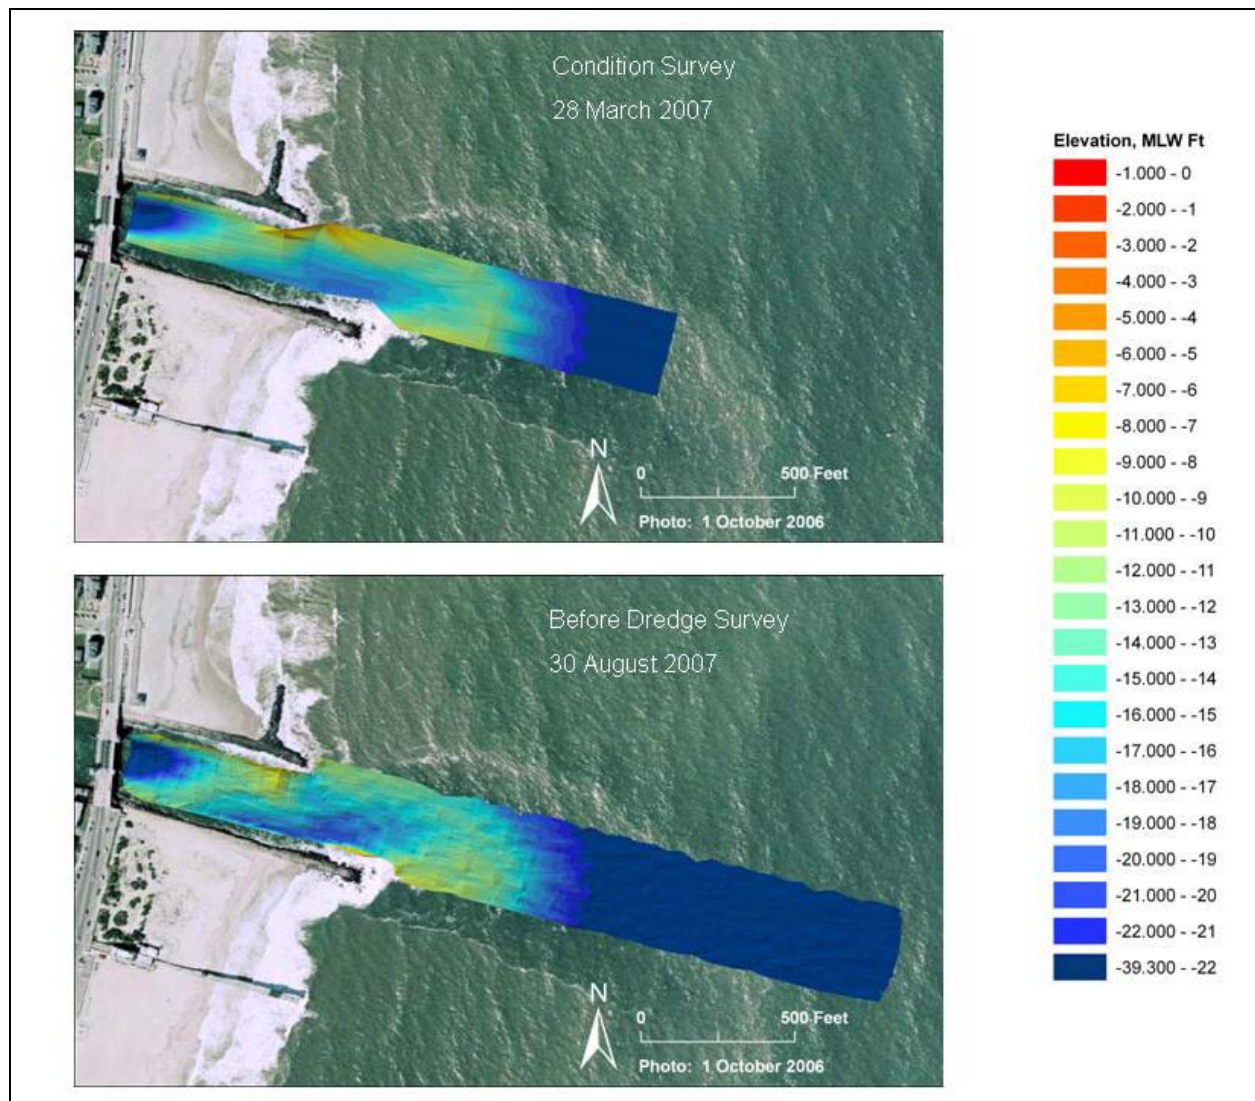 Condition Survey
28 March 2007
N
0 500 Feet
Photo: 1 October 2006
Before Dredge Survey
30 August 2007
N
0 500 Feet
Photo: 1 October 2006
Elevation, MLW Ft
-1.000 - 0
-2.000 - -1
-3.000 - -2
-4.000 - -3
-5.000 - -4
-6.000 - -5
-7.000 - -6
-8.000 - -7
-9.000 - -8
-10.000 - -9
-11.000 - -10
-12.000 - -11
-13.000 - -12
-14.000 - -13
-15.000 - -14
-16.000 - -15
-17.000 - -16
-18.000 - -17
-19.000 - -18
-20.000 - -19
-21.000 - -20
-22.000 - -21
-39.300 - -22